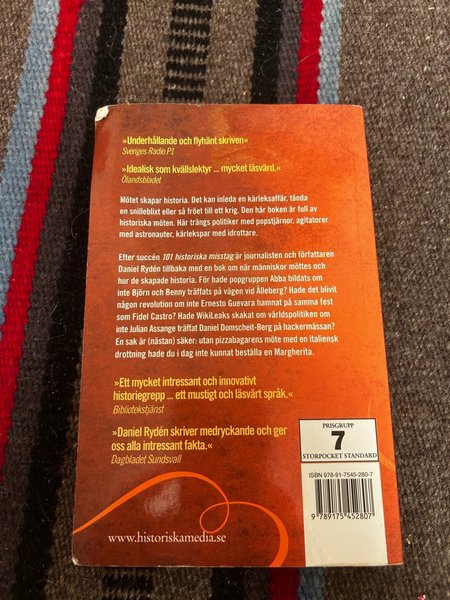 »Underhållande och flyhänt skriven«
Sveriges Radio P1
»Idealisk som kvällslektyr ... mycket läsvärd.«
Ölandsbladet
Mötet skapar historia. Det kan inleda en kärleksaffär, tända
en snilleblixt eller så fröet till ett krig. Den här boken är full av
historiska möten. Här trängs politiker med popstjärnor, agitatorer
med astronauter, kärlekspar med idrottare.
Efter succén 101 historiska misstag är journalisten och författaren
Daniel Rydén tillbaka med en bok om när människor möttes och
hur de skapade historia. För hade popgruppen Abba bildats om
inte Björn och Benny träffats på vägen vid Ålleberg? Hade det blivit
någon revolution om inte Ernesto Guevara hamnat på samma fest
som Fidel Castro? Hade WikiLeaks skakat om världspolitiken om
inte Julian Assange träffat Daniel Domscheit-Berg på hackermässan?
En sak är (nästan) säker: utan pizzabagarens möte med en italiensk
drottning hade du i dag inte kunnat beställa en Margherita.
»Ett mycket intressant och innovativt
historiegrepp ... ett mustigt och läsvärt språk.«
Bibliotekstjänst
»Daniel Rydén skriver medryckande och ger
oss alla intressant fakta.«
Dagbladet Sundsvall
PRISGRUPP
7
STORPOCKET STANDARD
ISBN 978-91-7545-280-7
9 789175 452807
www.historiskamedia.se